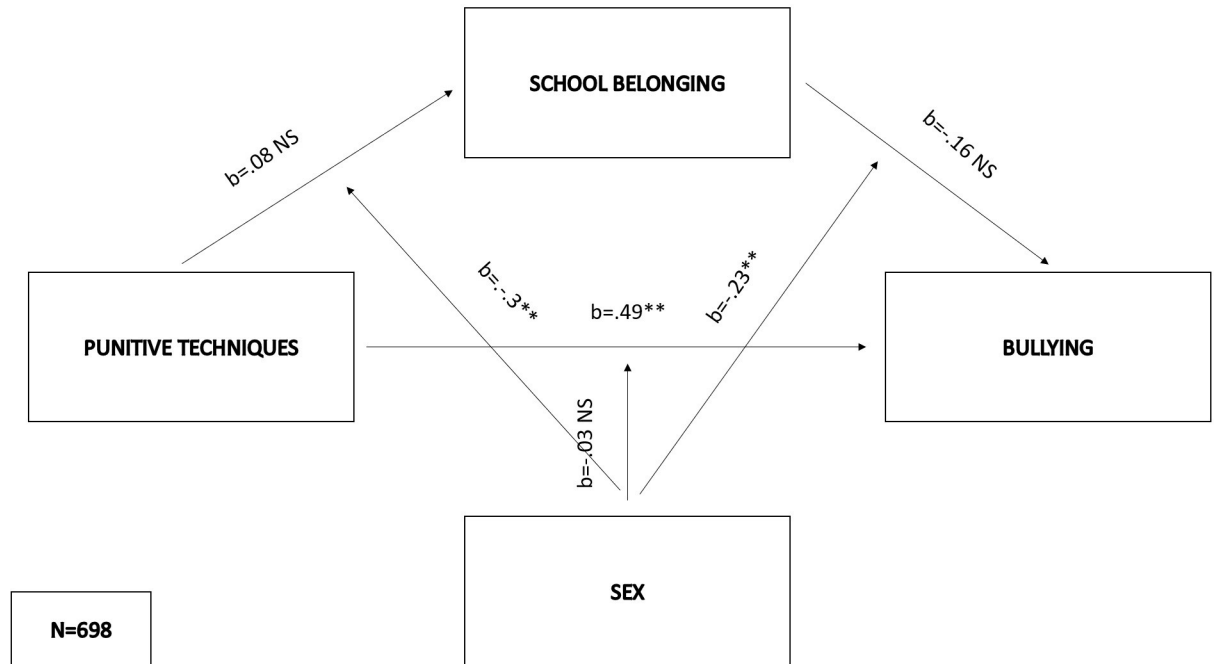 SCHOOL BELONGING
b=.08 NS
b=-.16 NS
b=.-.3**
b=.49**
b=-.23**
PUNITIVE TECHNIQUES
BULLYING
b=-.03 NS
SEX
N=698